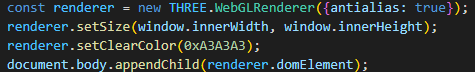 const renderer = new THREE.WebGLRenderer({antialias: true});
renderer.setSize(window.innerWidth, window.innerHeight);
renderer.setClearColor(0xA3A3A3);
document.body.appendChild(renderer.domElement);